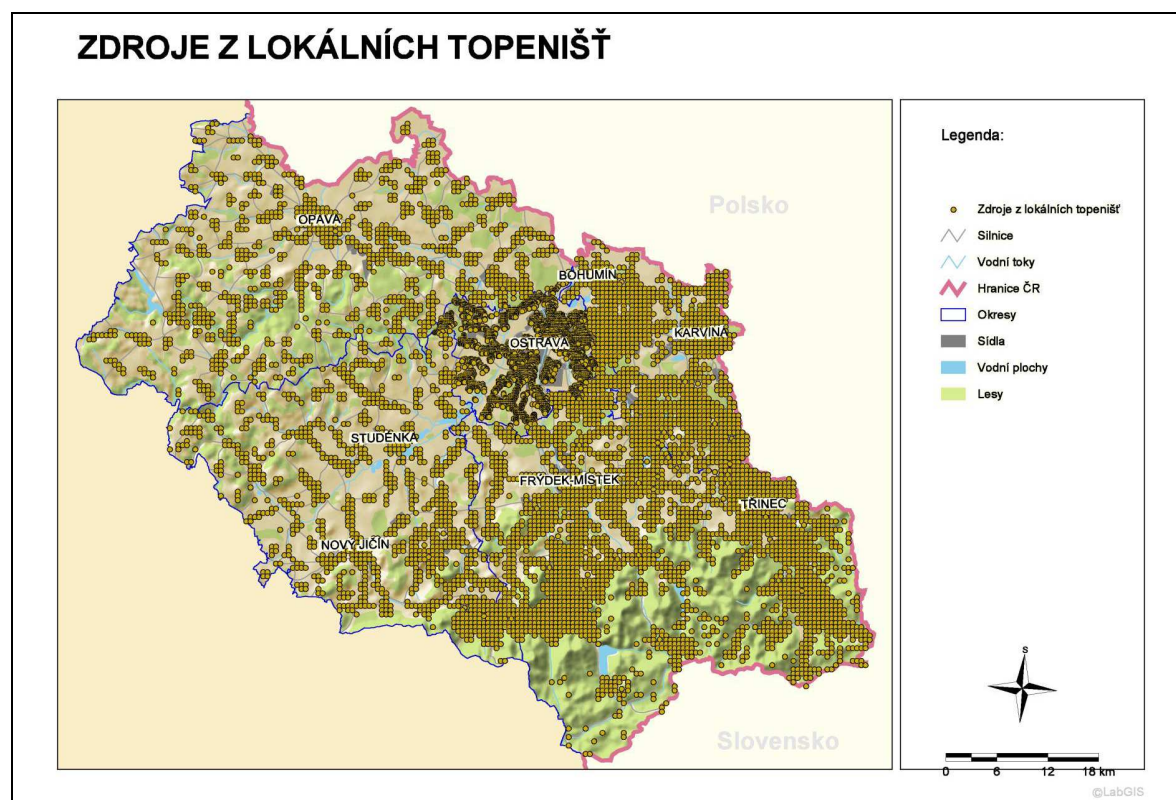 ZDROJE Z LOKÁLNÍCH TOPENIŠŤ
Polsko
OPAVA
BOHUMÍN
OSTRAVA
KARVINÁ
STUDÉNKA
FRÝDEK-MÍSTEK
TŘINEC
NOVÝ JIČÍN
Slovensko
Legenda:
Zdroje z lokálních topenišť
Silnice
Vodní toky
Hranice ČR
Okresy
Sídla
Vodní plochy
Lesy
S
0 6 12 18 km
©LabGIS